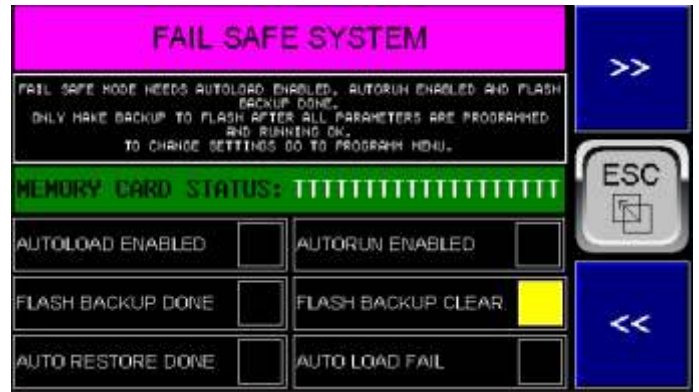 FAIL SAFE SYSTEM
>>
FAIL SAFE MODE NEEDS AUTOLOAD ENABLED, AUTORUN ENABLED AND FLASH
BACKUP DONE.
ONLY MAKE BACKUP TO FLASH AFTER ALL PARAMETERS ARE PROGRAMMED
AND RUNNING OK.
TO CHANGE SETTINGS GO TO PROGRAMM MENU.
ESC
MEMORY CARD STATUS: TTTTTTTTTTTTTTTTTTTT
AUTOLOAD ENABLED
AUTORUN ENABLED
FLASH BACKUP DONE
FLASH BACKUP CLEAR
<<
AUTO RESTORE DONE
AUTO LOAD FAIL